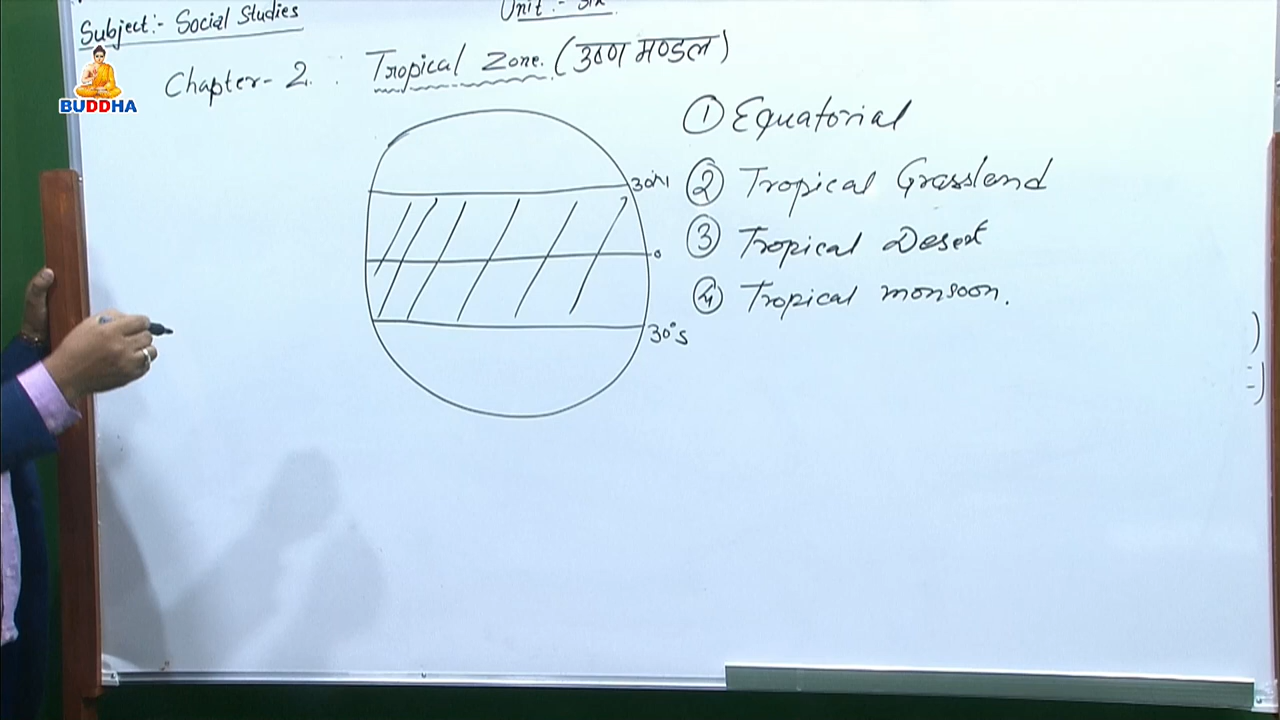 Subject:- Social Studies
Unit:- Six
BUDDHA
Chapter-2 : Tropical Zone. (उष्ण मण्डल)
① Equatorial
② Tropical Grassland
③ Tropical Desert
④ Tropical monsoon.
30°N
0
30°S